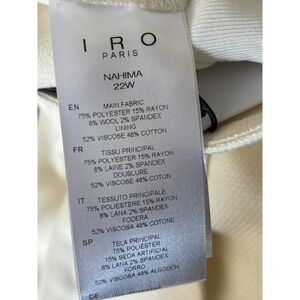 IRO
PARIS
NAHIMA
22W
EN
MAIN FABRIC
75% POLYESTER 15% RAYON
8% WOOL 2% SPANDEX
LINING
52% VISCOSE 48% COTTON
FR
TISSU PRINCIPAL
75% POLYESTER 15% RAYON
8% LAINE 2% SPANDEX
DOUBLURE
52% VISCOSE 48% COTON
IT
TESSUTO PRINCIPALE
75% POLIESTERE 15% RAYON
8% LANA 2% SPANDEX
FODERA
52% VISCOSE 48% COTONE
SP
TELA PRINCIPAL
75% POLIESTER
15% SEDA ARTIFICIAL
8% LANA 2% SPANDEX
FORRO
52% VISCOSA 48% ALGODÓN
DE